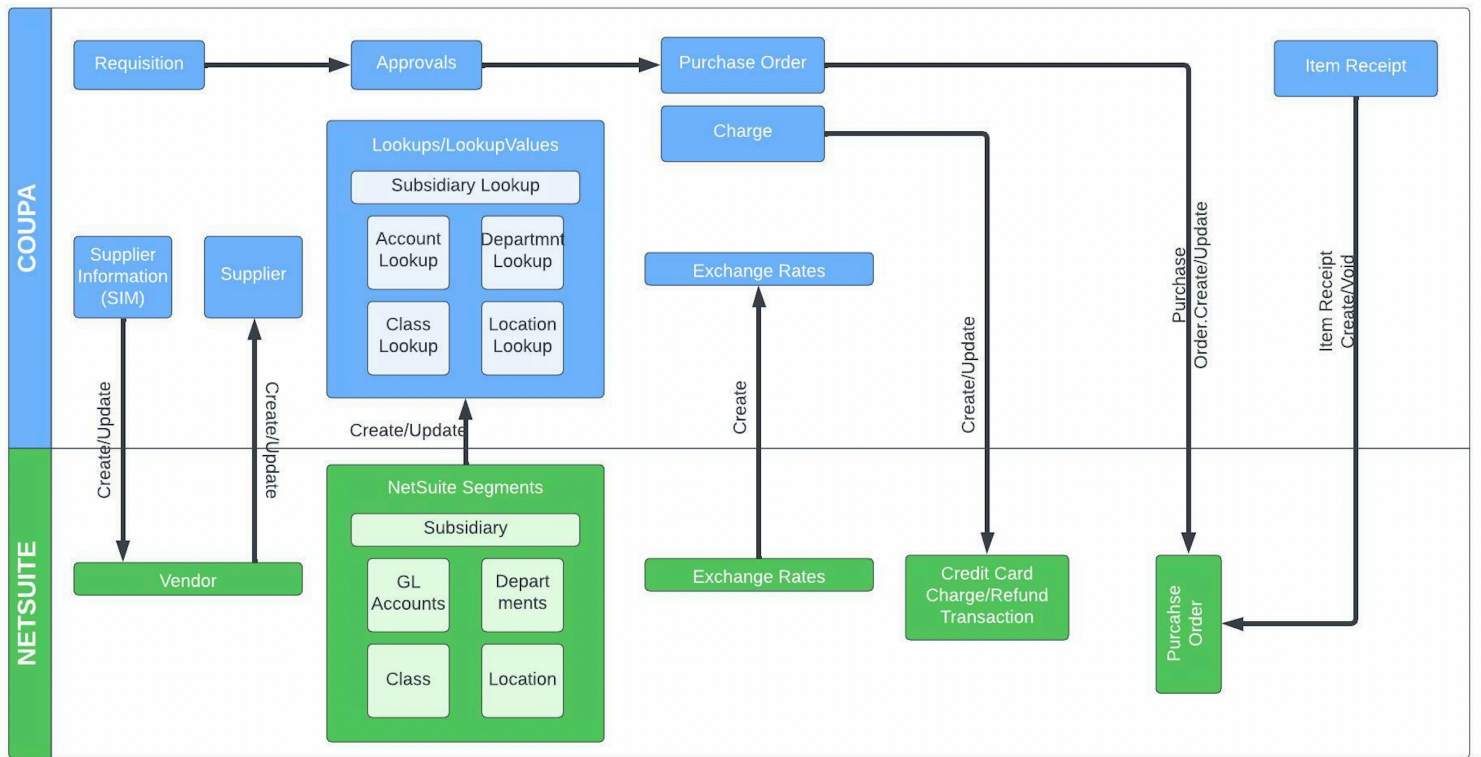 COUPA
Requisition
Approvals
Purchase Order
Item Receipt
Charge
Lookups/LookupValues
Subsidiary Lookup
Account
Lookup
Departmnt
Lookup
Class
Lookup
Location
Lookup
Supplier
Information
(SIM)
Supplier
Exchange Rates
Create/Update
Create/Update
Create/Update
Create
Create/Update
Purchase
Order.Create/Update
Item Receipt
Create/Void
NETSUITE
Vendor
NetSuite Segments
Subsidiary
GL
Accounts
Depart
ments
Class
Location
Exchange Rates
Credit Card
Charge/Refund
Transaction
Purcahse
Order